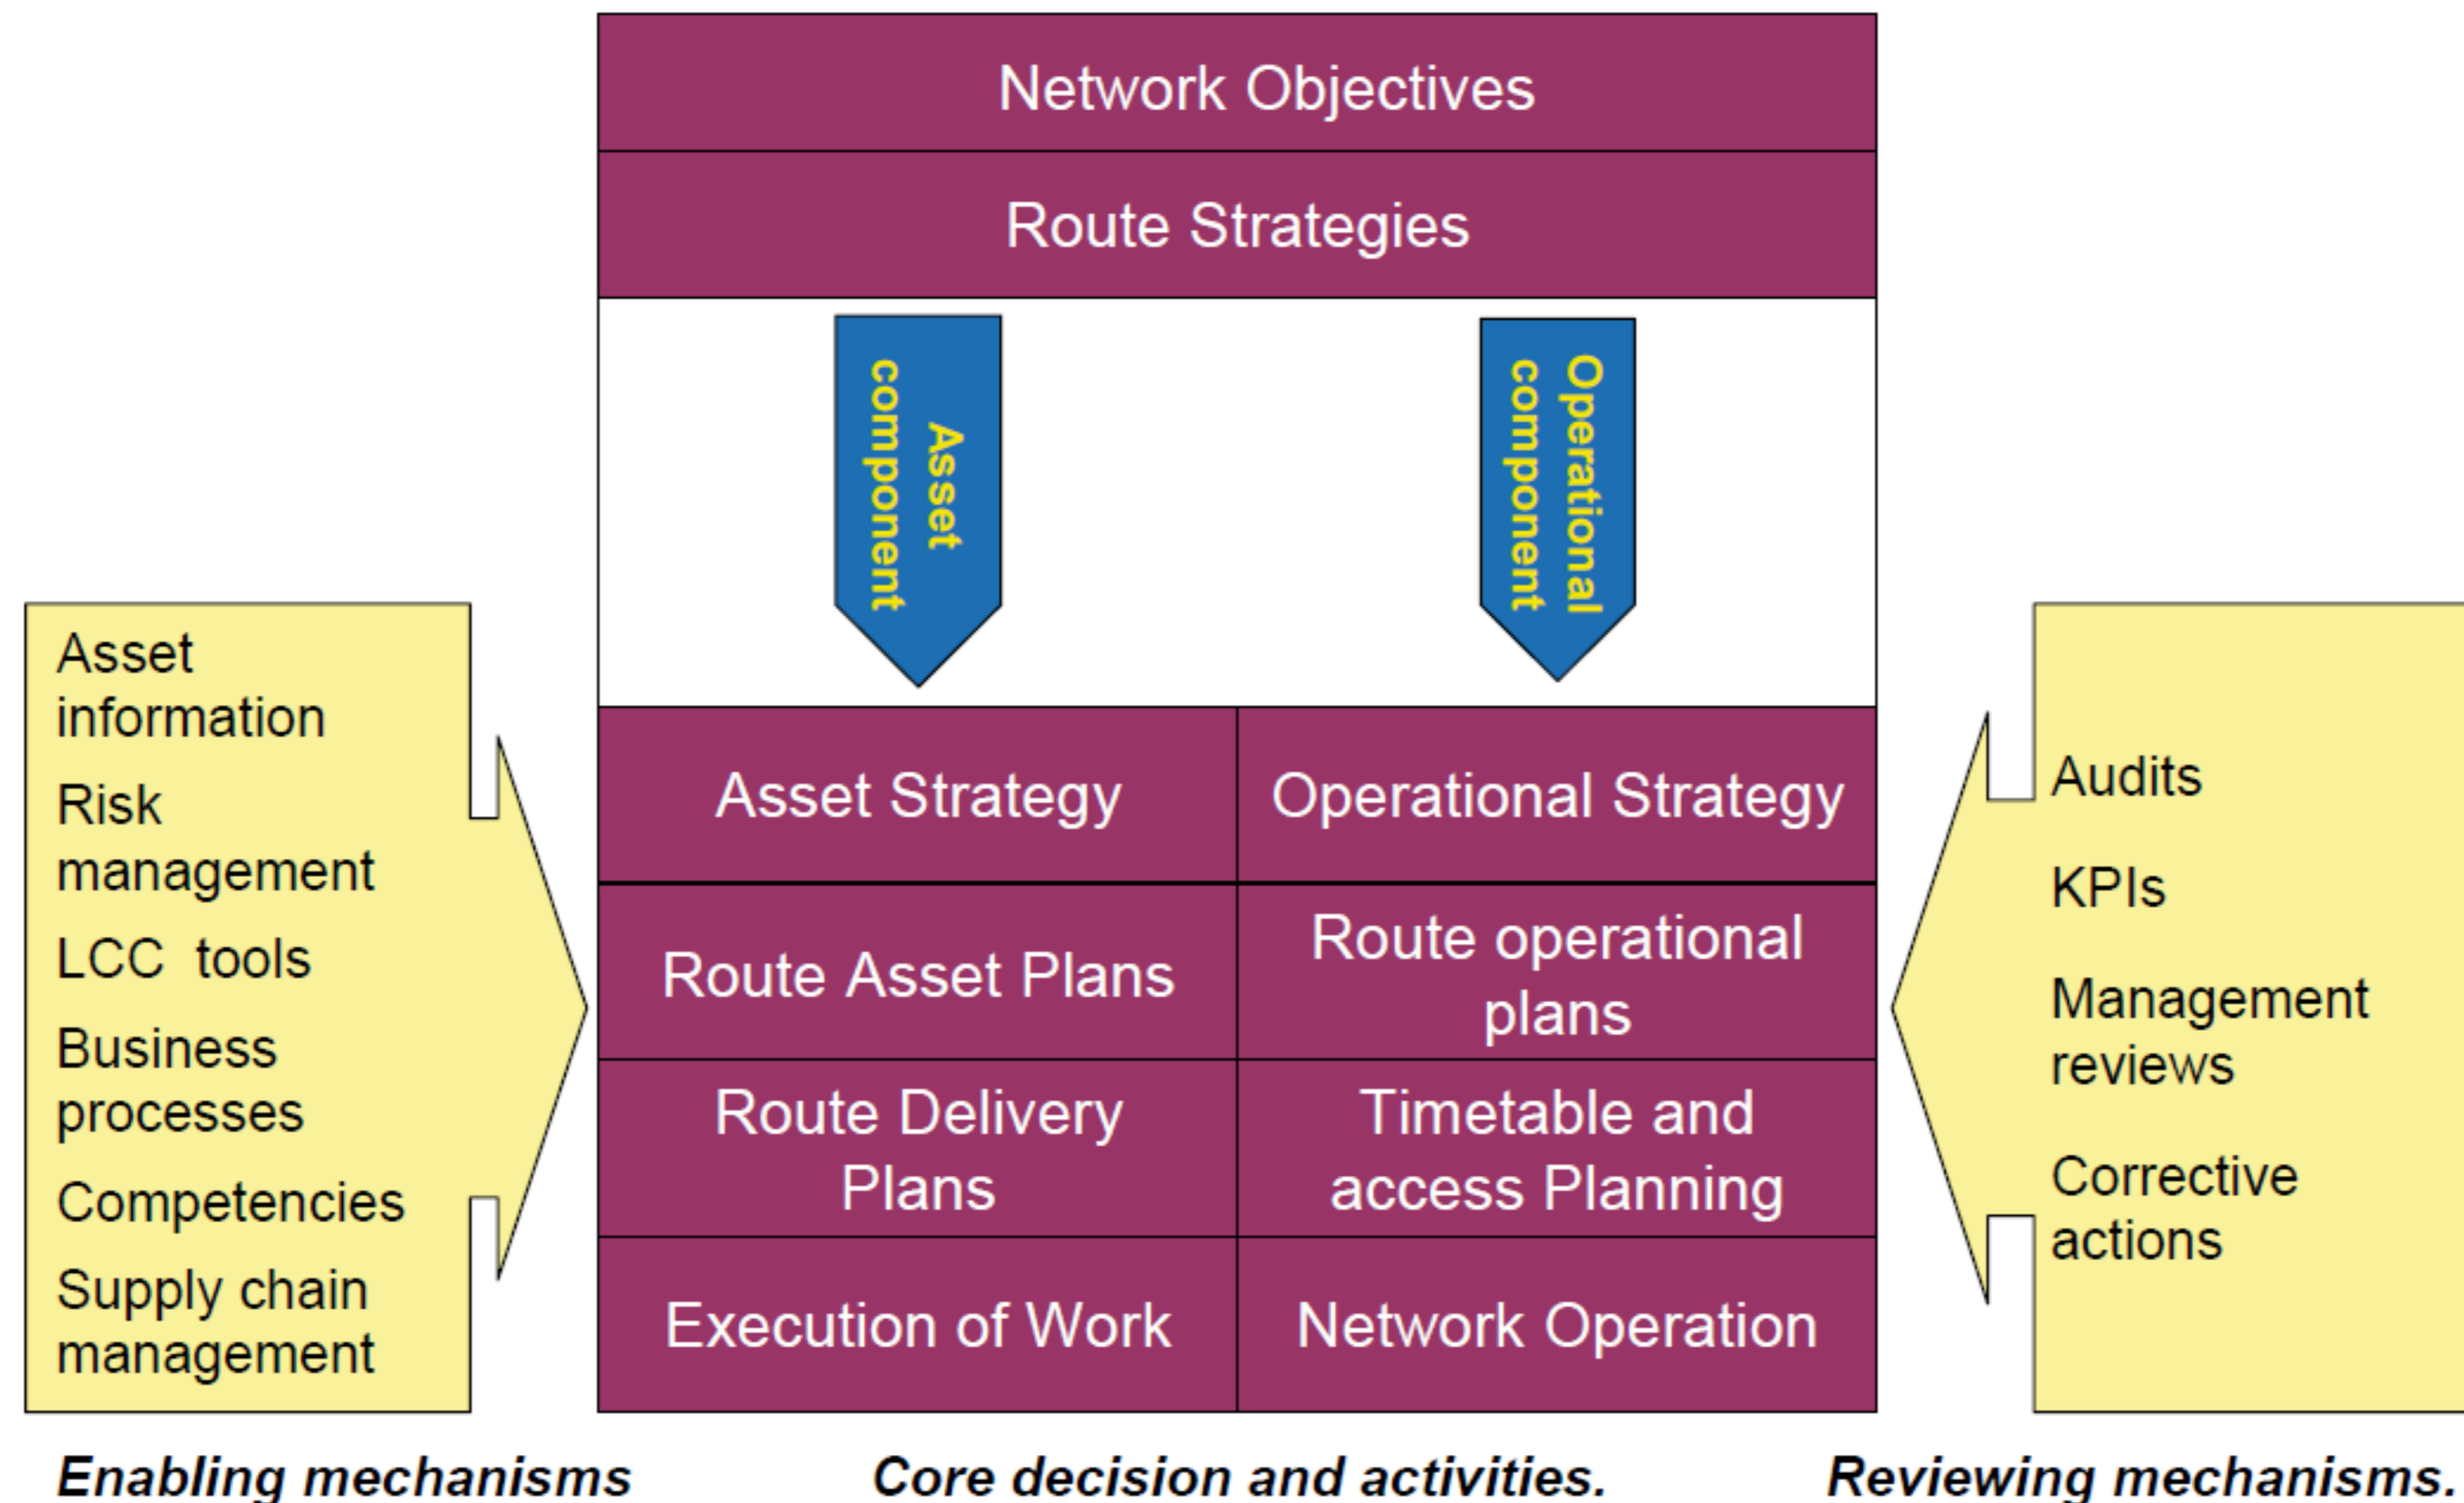 Network Objectives
Route Strategies
Asset
component
Operational
component
Asset
information
Risk
management
LCC tools
Business
processes
Competencies
Supply chain
management
Asset Strategy
Operational Strategy
Route Asset Plans
Route operational
plans
Route Delivery
Plans
Timetable and
access Planning
Execution of Work
Network Operation
Audits
KPIs
Management
reviews
Corrective
actions
Enabling mechanisms
Core decision and activities.
Reviewing mechanisms.